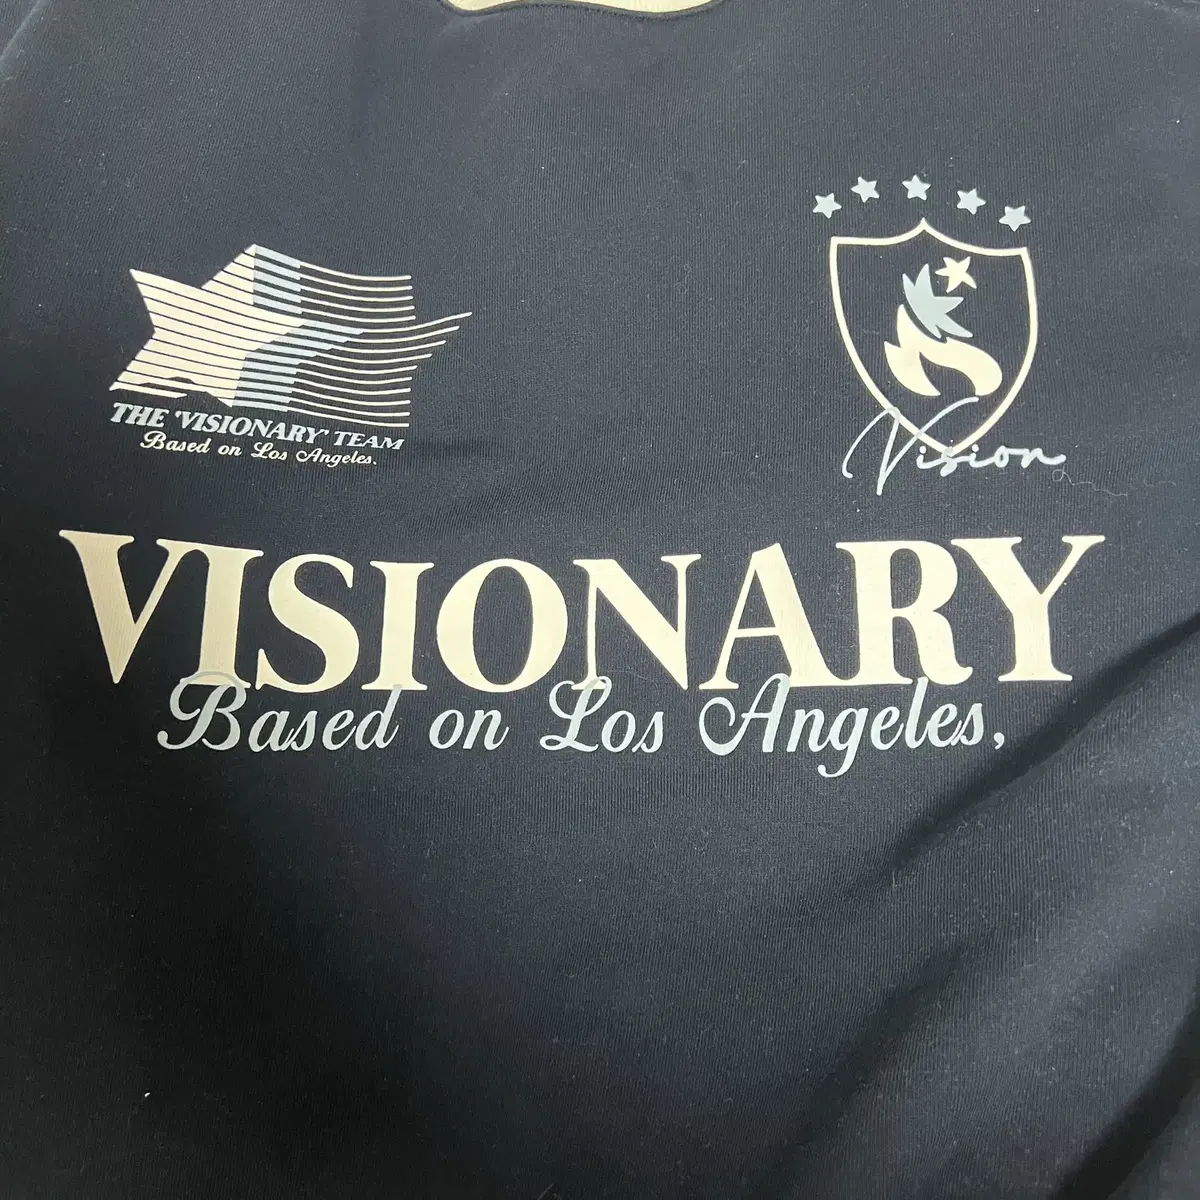 THE 'VISIONARY' TEAM
Based on Los Angeles.
Vision
VISIONARY
Based on Los Angeles,